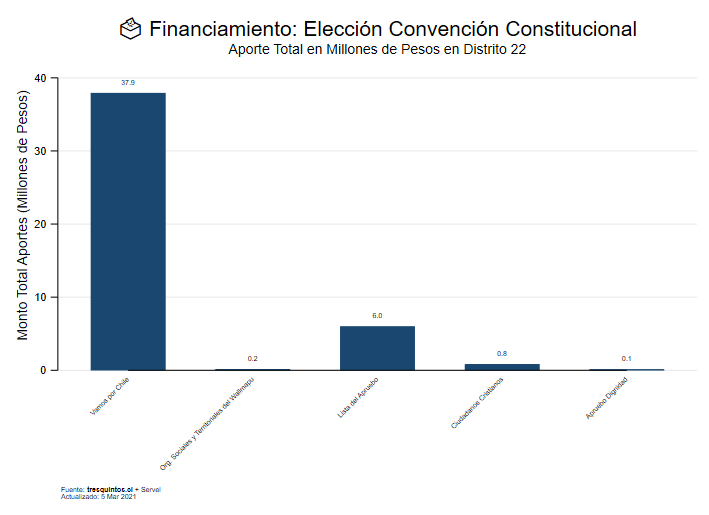 Financiamiento: Elección Convención Constitucional
Aporte Total en Millones de Pesos en Distrito 22
Monto Total Aportes (Millones de Pesos)
40
30
20
10
0
37.9
0.2
6.0
0.8
0.1
Vamos por Chile
Org. Sociales y Territoriales del Wallmapu
Lista del Apruebo
Ciudadanos Cristianos
Apruebo Dignidad
Fuente: tresquintos.cl + Servel
Actualizado: 5 Mar 2021